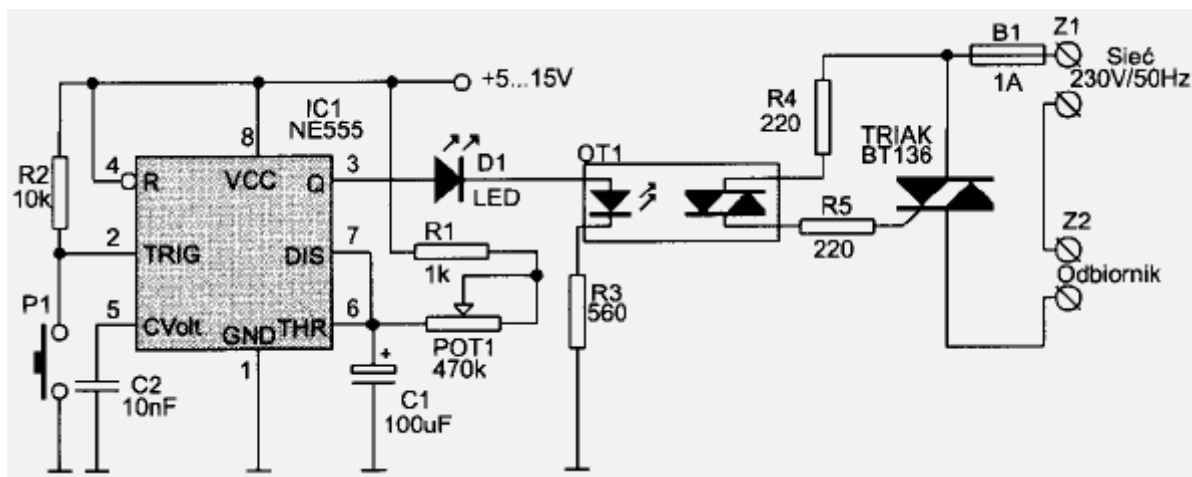 B1
Z1
1A
Sieć
230V/50Hz
+5...15V
R4
220
TRIAK
BT136
IC1
NE555
8
4
3
R2
10k
R
VCC
Q
D1
LED
OT1
R5
220
2
7
TRIG
DIS
R1
1k
Z2
Odbiornik
P1
5
6
CVolt
GND
THR
1
R3
560
POT1
470k
C2
10nF
+
C1
100uF